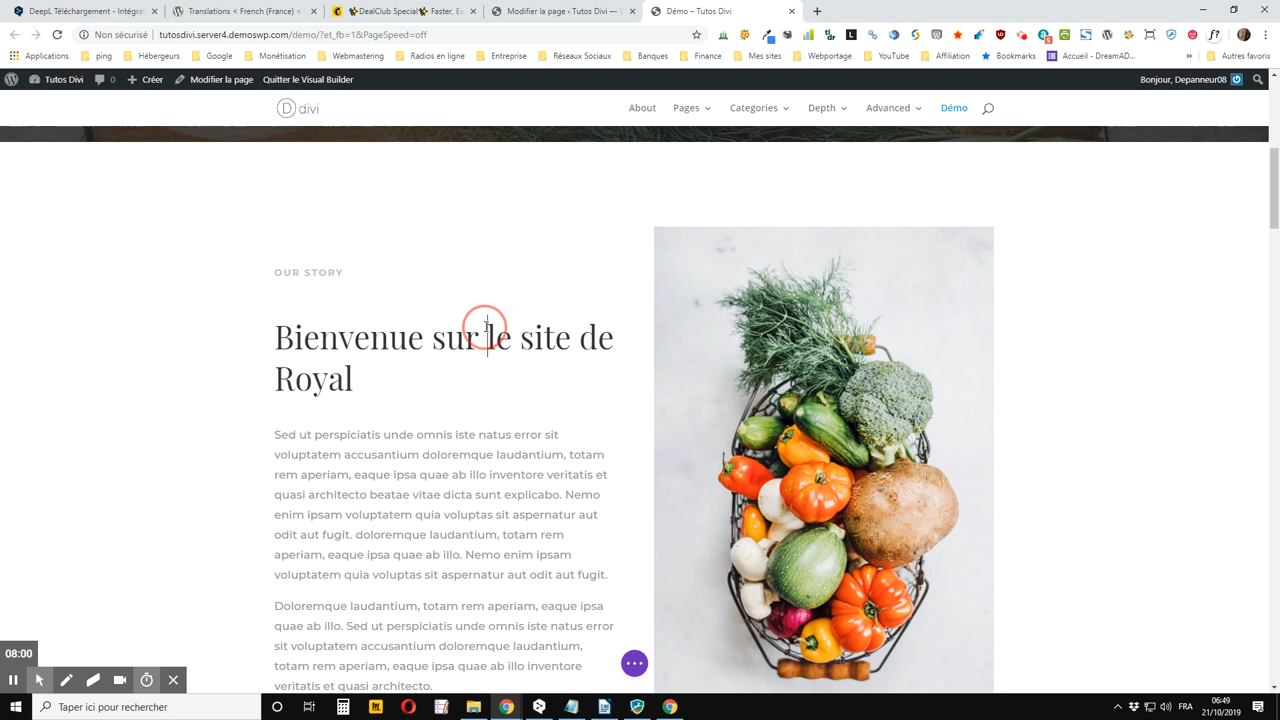 DeepL Télécharger - Intégrat
Translations < French (France) <
DealClub Special
Faster, Ea
Modifier la page ‹ Mon site — W
Démo – Divi
Non sécurisé | tutosdivi.server4.demoswp.com/demo/?et_fb=1&PageSpeed=off
Applications
ping
Google
Monétisation
Webmastering
Radios en ligne
Entreprise
Réseaux Sociaux
Banques
Finance
Mes sites
Webportage
YouTube
Affiliation
Bookmarks
Accueil - DreamAD...
»
Autres favoris
Tutos Divi
0
Créer
Modifier la page
Quitter le Visual Builder
Bonjour, Depanneur08
D divi
About
Pages
Categories
Depth
Advanced
Démo
OUR STORY
Bienvenue sur le site de
Royal
Sed ut perspiciatis unde omnis iste natus error sit
voluptatem accusantium doloremque laudantium, totam
rem aperiam, eaque ipsa quae ab illo inventore veritatis et
quasi architecto beatae vitae dicta sunt explicabo. Nemo
enim ipsam voluptatem quia voluptas sit aspernatur aut
odit aut fugit. doloremque laudantium, totam rem
aperiam, eaque ipsa quae ab illo. Nemo enim ipsam
voluptatem quia voluptas sit aspernatur aut odit aut fugit.
Doloremque laudantium, totam rem aperiam, eaque ipsa
quae ab illo. Sed ut perspiciatis unde omnis iste natus error
sit voluptatem accusantium doloremque laudantium,
totam rem aperiam, eaque ipsa quae ab illo inventore
veritatis et quasi architecto.
08:00
Taper ici pour rechercher
FRA
06:49
21/10/2019